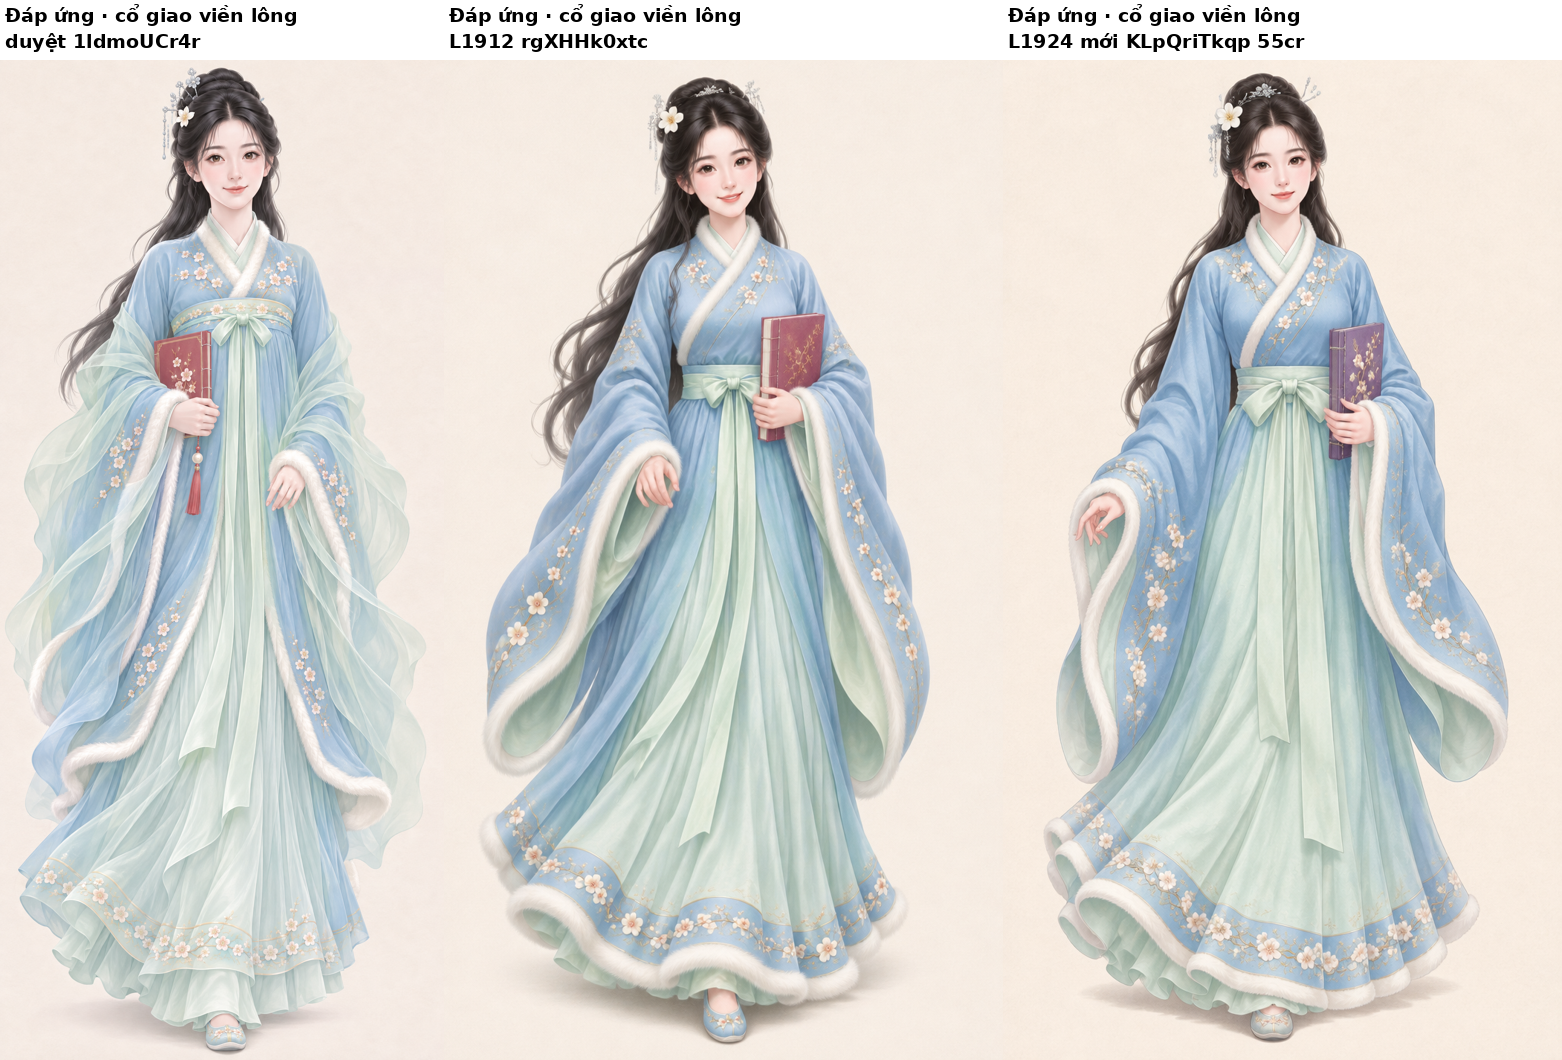 Đáp ứng · cổ giao viền lông
duyệt 1ldmoUCr4r
Đáp ứng · cổ giao viền lông
L1912 rgXHHk0xtc
Đáp ứng · cổ giao viền lông
L1924 mới KLpQriTkqp 55cr